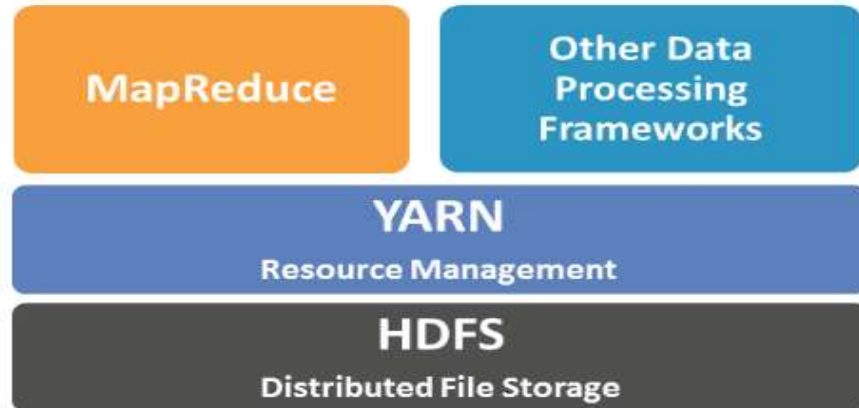 MapReduce
Other Data
Processing
Frameworks
YARN
Resource Management
HDFS
Distributed File Storage